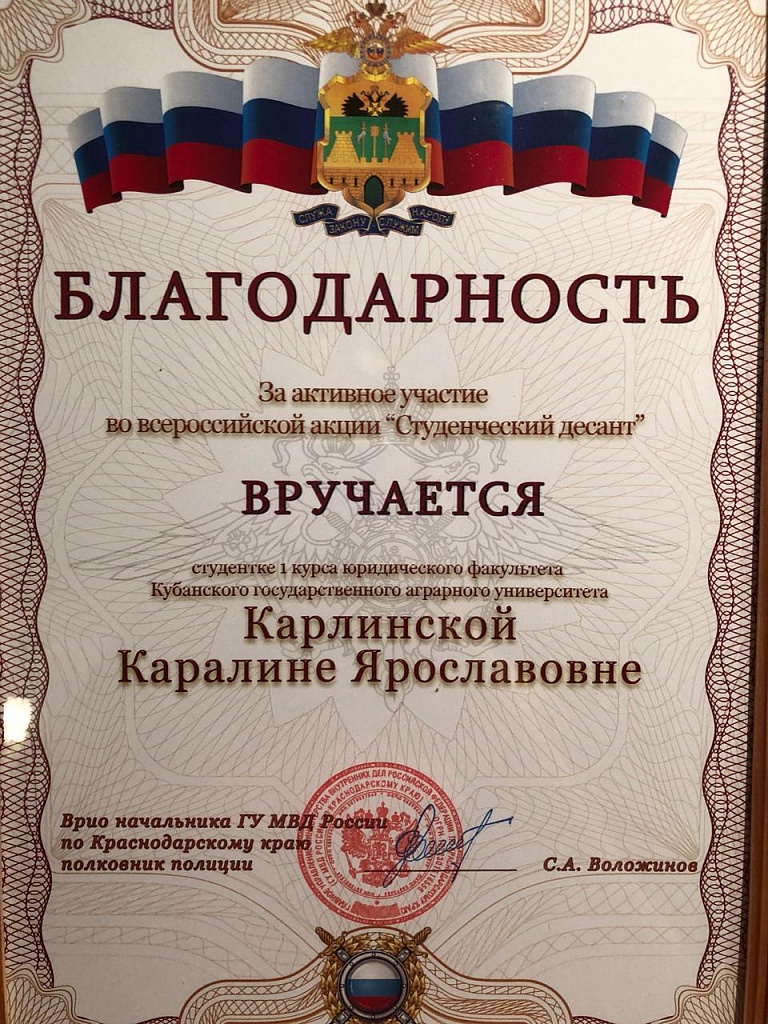 СЛУЖА ЗАКОНУ СЛУЖИМ НАРОДУ
БЛАГОДАРНОСТЬ
За активное участие
во всероссийской акции “Студенческий десант”
ВРУЧАЕТСЯ
студентке 1 курса юридического факультета
Кубанского государственного аграрного университета
Карлинской
Каралине Ярославовне
Врио начальника ГУ МВД России
по Краснодарскому краю
полковник полиции
С.А. Воложинов